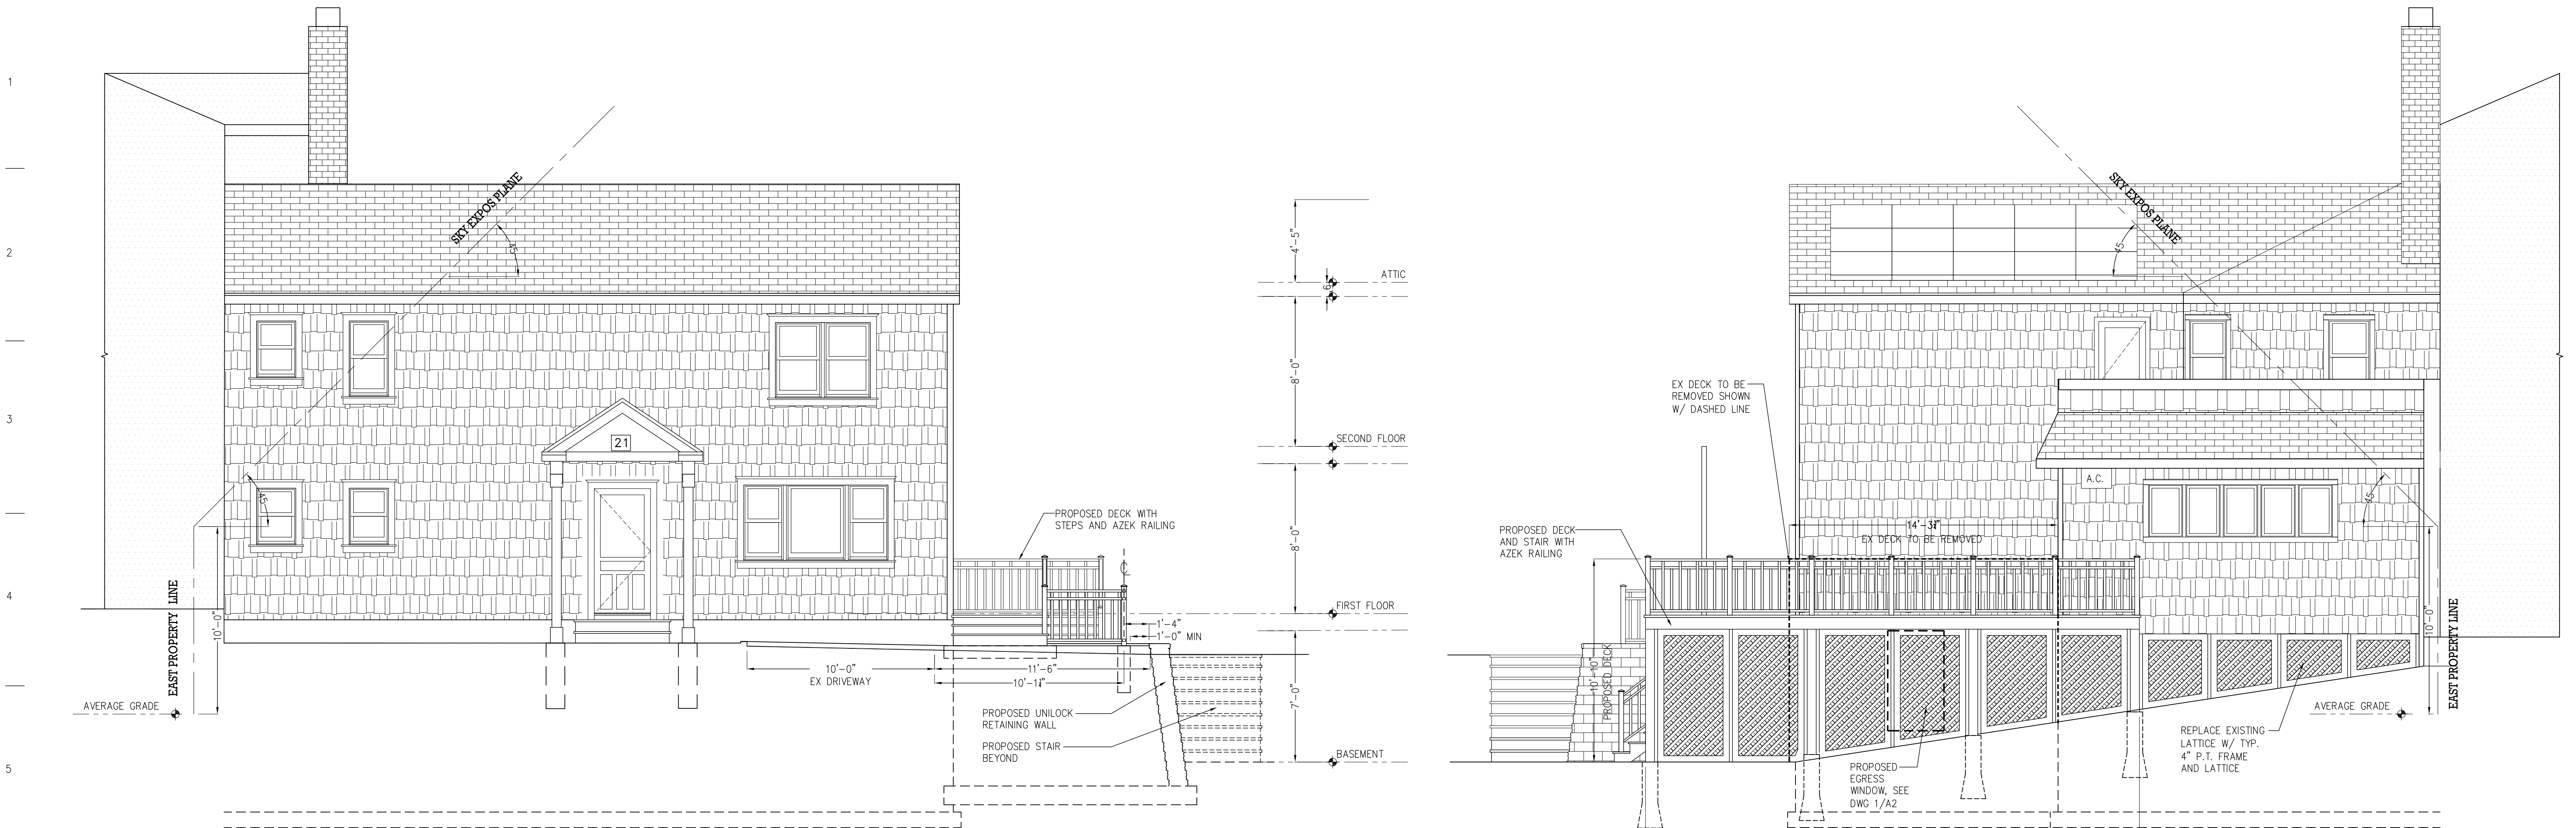 1
2
3
4
5
SKY EXPOS PLANE
45
45
21
EAST PROPERTY LINE
10'-0"
AVERAGE GRADE
10'-0"
EX DRIVEWAY
11'-6"
10'-1¼"
PROPOSED DECK WITH
STEPS AND AZEK RAILING
1'-4"
1'-0" MIN
PROPOSED UNILOCK
RETAINING WALL
PROPOSED STAIR
BEYOND
4'-5"
6"
8'-0"
8'-0"
7'-0"
ATTIC
SECOND FLOOR
FIRST FLOOR
BASEMENT
SKY EXPOS PLANE
45
45
EX DECK TO BE
REMOVED SHOWN
W/ DASHED LINE
A.C.
PROPOSED DECK
AND STAIR WITH
AZEK RAILING
EX DECK TO BE REMOVED
10'-10"
PROPOSED DECK
10'-0"
EAST PROPERTY LINE
AVERAGE GRADE
REPLACE EXISTING
LATTICE W/ TYP.
4" P.T. FRAME
AND LATTICE
PROPOSED
EGRESS
WINDOW, SEE
DWG 1/A2